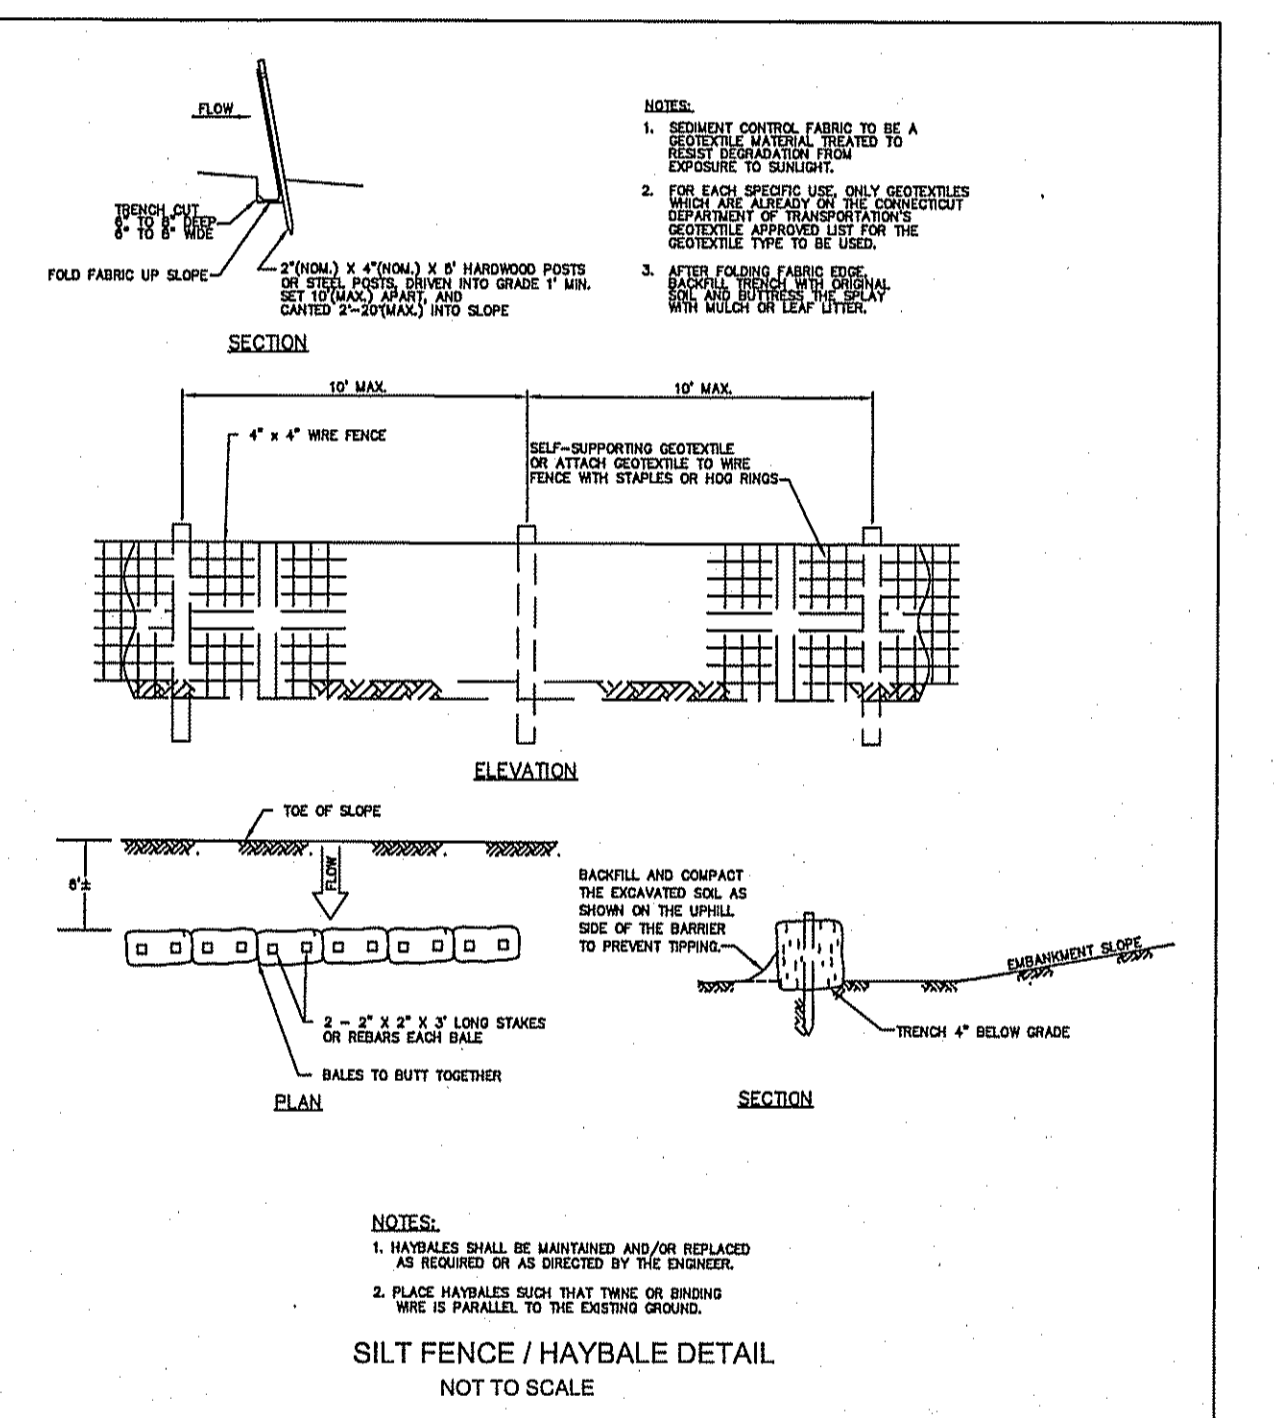 FLOW
TRENCH CUT
6" TO 8" DEEP
6" TO 8" WIDE
FOLD FABRIC UP SLOPE
2"(NOM.) X 4"(NOM.) X 5' HARDWOOD POSTS
OR STEEL POSTS, DRIVEN INTO GRADE 1' MIN.
SET 10'(MAX.) APART, AND
CANTED 2°-20°(MAX.) INTO SLOPE
SECTION
NOTES:
1. SEDIMENT CONTROL FABRIC TO BE A
GEOTEXTILE MATERIAL TREATED TO
RESIST DEGRADATION FROM
EXPOSURE TO SUNLIGHT.
2. FOR EACH SPECIFIC USE, ONLY GEOTEXTILES
WHICH ARE ALREADY ON THE CONNECTICUT
DEPARTMENT OF TRANSPORTATION'S
GEOTEXTILE APPROVED LIST FOR THE
GEOTEXTILE TYPE TO BE USED.
3. AFTER FOLDING FABRIC EDGE,
BACKFILL TRENCH WITH ORIGINAL
SOIL AND BUTTRESS THE SPLAY
WITH MULCH OR LEAF LITTER.
10' MAX.
10' MAX.
4" x 4" WIRE FENCE
SELF-SUPPORTING GEOTEXTILE
OR ATTACH GEOTEXTILE TO WIRE
FENCE WITH STAPLES OR HOG RINGS
ELEVATION
TOE OF SLOPE
FLOW
2 - 2" X 2" X 3' LONG STAKES
OR REBARS EACH BALE
BALES TO BUTT TOGETHER
PLAN
BACKFILL AND COMPACT
THE EXCAVATED SOIL AS
SHOWN ON THE UPHILL
SIDE OF THE BARRIER
TO PREVENT TIPPING.
EMBANKMENT SLOPE
TRENCH 4" BELOW GRADE
SECTION
NOTES:
1. HAYBALES SHALL BE MAINTAINED AND/OR REPLACED
AS REQUIRED OR AS DIRECTED BY THE ENGINEER.
2. PLACE HAYBALES SUCH THAT TWINE OR BINDING
WIRE IS PARALLEL TO THE EXISTING GROUND.
SILT FENCE / HAYBALE DETAIL
NOT TO SCALE